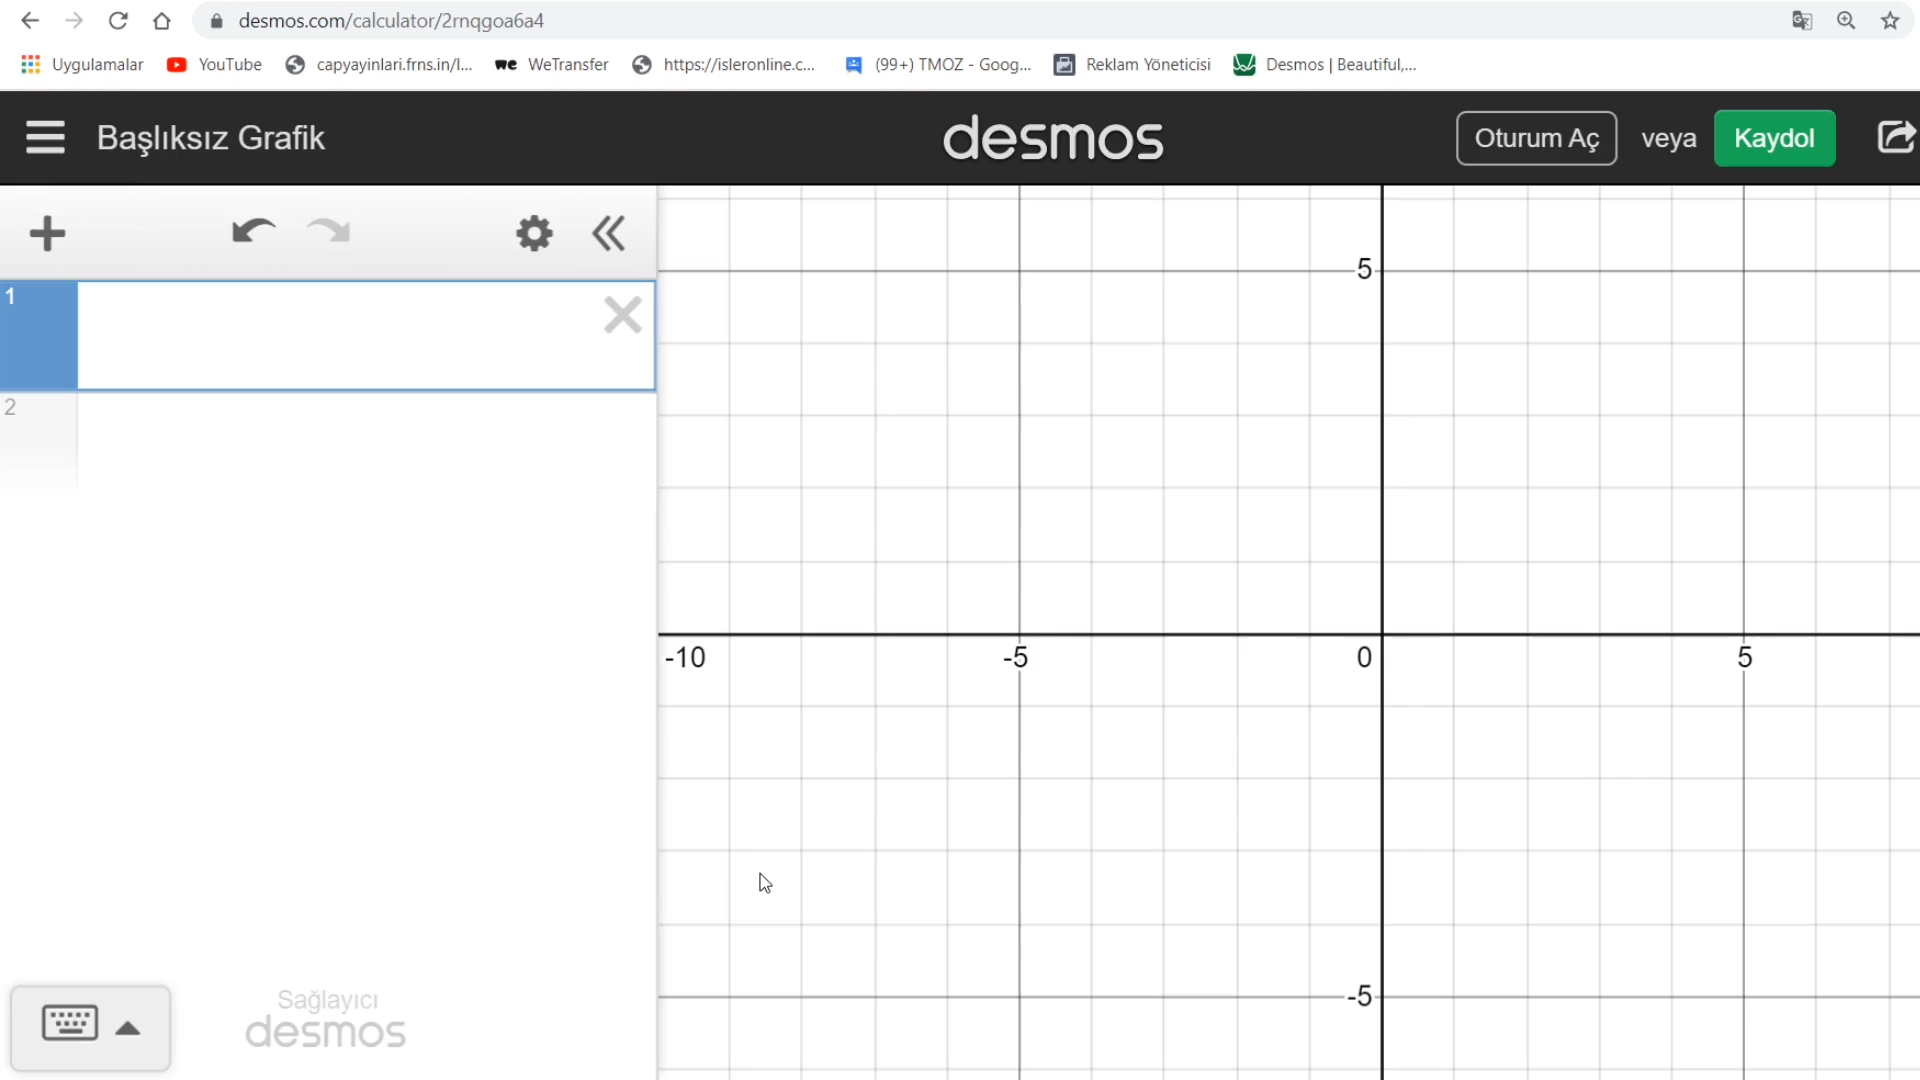 desmos.com/calculator/2rnqgoa6a4
Uygulamalar YouTube capyayinlari.frns.in/l... WeTransfer https://isleronline.c... (99+) TMOZ - Goog... Reklam Yöneticisi Desmos | Beautiful,...
Başlıksız Grafik desmos Oturum Aç veya Kaydol
1
2
5
-10 -5 0 5
-5
Sağlayıcı
desmos